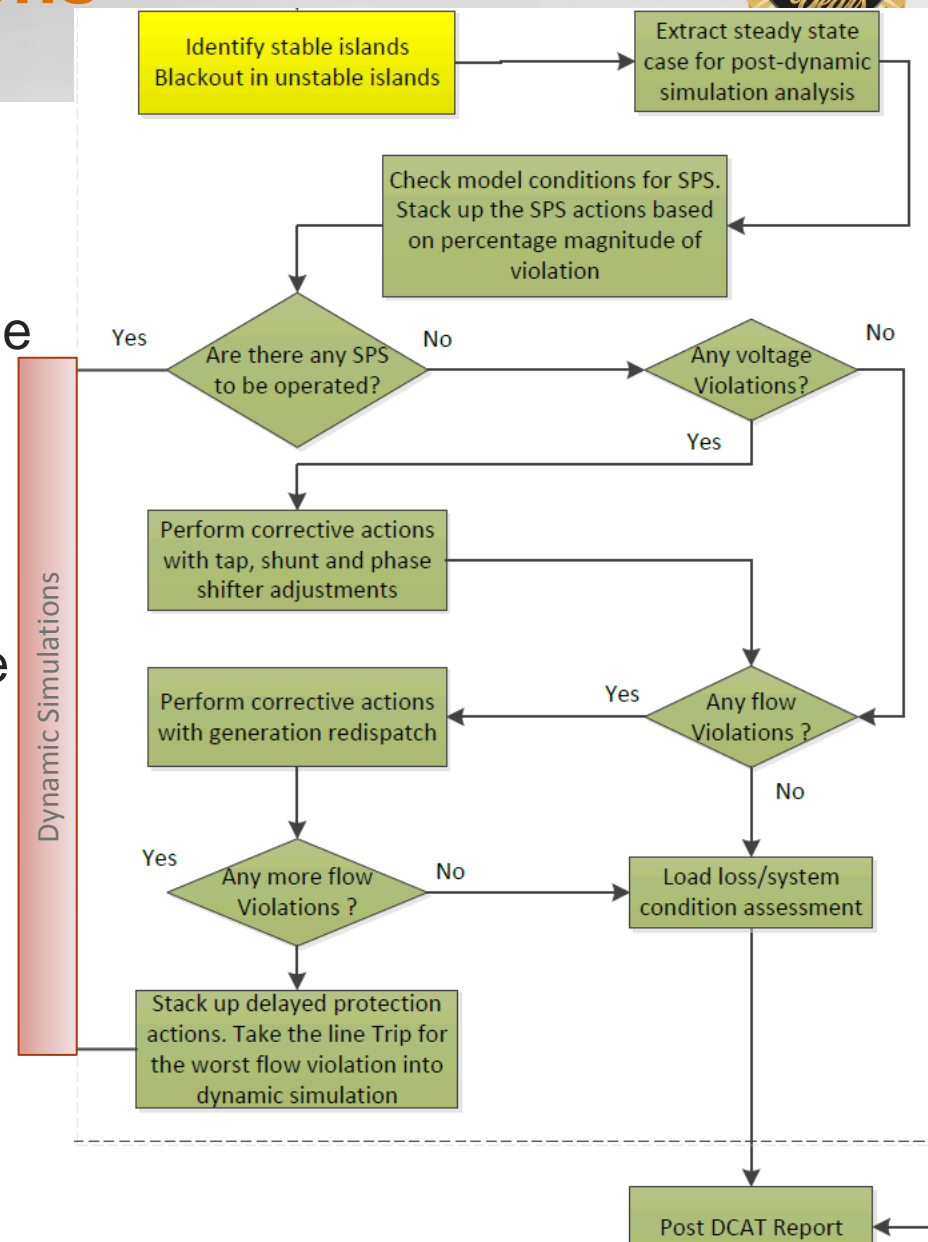 Identify stable islands
Blackout in unstable islands
Extract steady state
case for post-dynamic
simulation analysis
Check model conditions for SPS.
Stack up the SPS actions based
on percentage magnitude of
violation
Yes
Are there any SPS
to be operated?
No
Any voltage
Violations?
No
Yes
Perform corrective actions
with tap, shunt and phase
shifter adjustments
Dynamic Simulations
Perform corrective actions
with generation redispatch
Yes
Any flow
Violations ?
No
Yes
Any more flow
Violations ?
No
Load loss/system
condition assessment
Stack up delayed protection
actions. Take the line Trip for
the worst flow violation into
dynamic simulation
Post DCAT Report